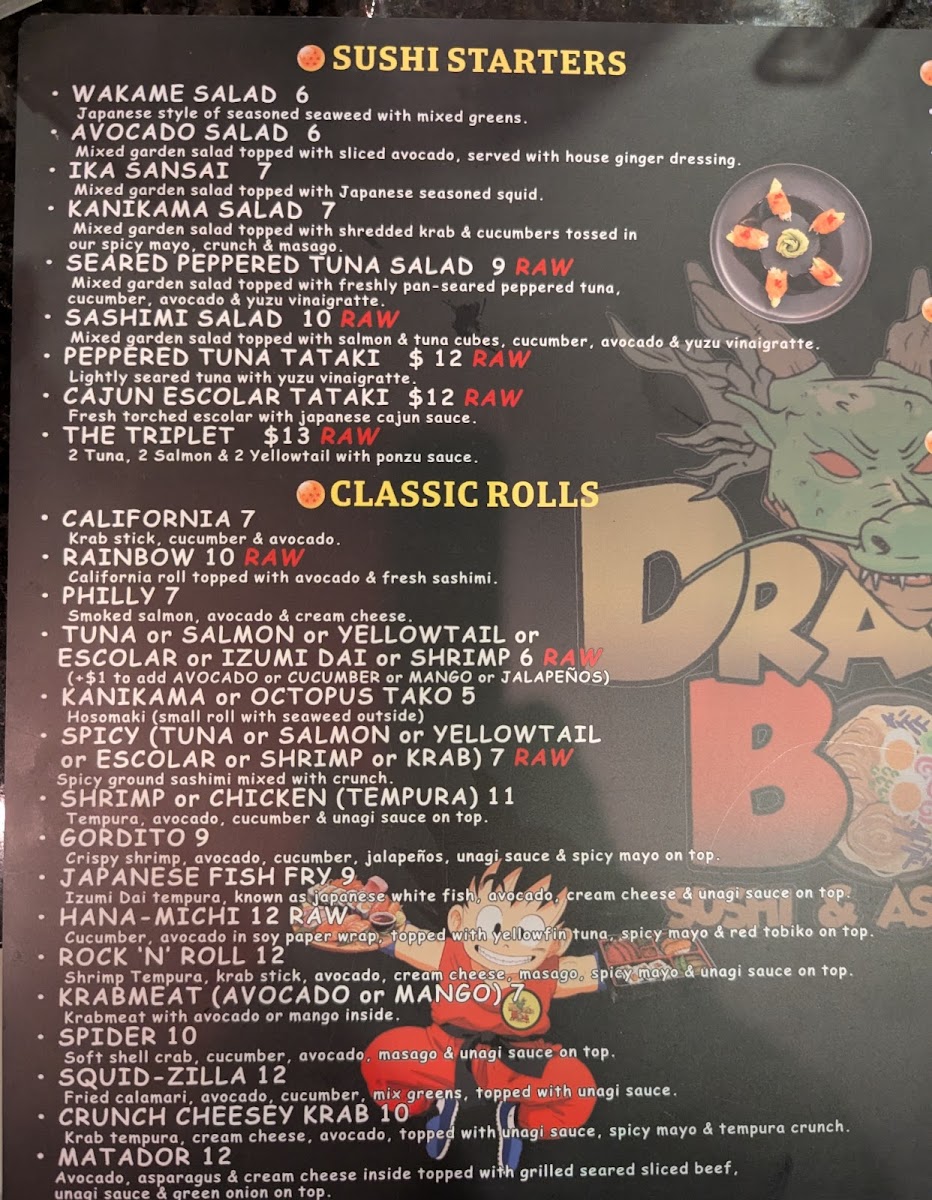 SUSHI STARTERS
• WAKAME SALAD 6
Japanese style of seasoned seaweed with mixed greens.
• AVOCADO SALAD 6
Mixed garden salad topped with sliced avocado, served with house ginger dressing.
• IKA SANSAI 7
Mixed garden salad topped with Japanese seasoned squid.
• KANIKAMA SALAD 7
Mixed garden salad topped with shredded krab & cucumbers tossed in
our spicy mayo, crunch & masago.
• SEARED PEPPERED TUNA SALAD 9 RAW
Mixed garden salad topped with freshly pan-seared peppered tuna,
cucumber, avocado & yuzu vinaigratte.
• SASHIMI SALAD 10 RAW
Mixed garden salad topped with salmon & tuna cubes, cucumber, avocado & yuzu vinaigratte.
• PEPPERED TUNA TATAKI $ 12 RAW
Lightly seared tuna with yuzu vinaigratte.
• CAJUN ESCOLAR TATAKI $12 RAW
Fresh torched escolar with japanese cajun sauce.
• THE TRIPLET $13 RAW
2 Tuna, 2 Salmon & 2 Yellowtail with ponzu sauce.
CLASSIC ROLLS
• CALIFORNIA 7
Krab stick, cucumber & avocado.
• RAINBOW 10 RAW
California roll topped with avocado & fresh sashimi.
• PHILLY 7
Smoked salmon, avocado & cream cheese.
• TUNA or SALMON or YELLOWTAIL or
ESCOLAR or IZUMI DAI or SHRIMP 6 RAW
(+$1 to add AVOCADO or CUCUMBER or MANGO or JALAPEÑOS)
• KANIKAMA or OCTOPUS TAKO 5
Hosomaki (small roll with seaweed outside)
• SPICY (TUNA or SALMON or YELLOWTAIL
or ESCOLAR or SHRIMP or KRAB) 7 RAW
Spicy ground sashimi mixed with crunch.
• SHRIMP or CHICKEN (TEMPURA) 11
Tempura, avocado, cucumber & unagi sauce on top.
• GORDITO 9
Crispy shrimp, avocado, cucumber, jalapeños, unagi sauce & spicy mayo on top.
• JAPANESE FISH FRY 9
Izumi Dai tempura, known as japanese white fish, avocado, cream cheese & unagi sauce on top.
• HANA-MICHI 12 RAW
Cucumber, avocado in soy paper wrap, topped with yellowfin tuna, spicy mayo & red tobiko on top.
• ROCK 'N' ROLL 12
Shrimp Tempura, krab stick, avocado, cream cheese, masago, spicy mayo & unagi sauce on top.
• KRABMEAT (AVOCADO or MANGO) 7
Krabmeat with avocado or mango inside.
• SPIDER 10
Soft shell crab, cucumber, avocado, masago & unagi sauce on top.
• SQUID-ZILLA 12
Fried calamari, avocado, cucumber, mix greens, topped with unagi sauce.
• CRUNCH CHEESEY KRAB 10
Krab tempura, cream cheese, avocado, topped with unagi sauce, spicy mayo & tempura crunch.
• MATADOR 12
Avocado, asparagus & cream cheese inside topped with grilled seared sliced beef,
unagi sauce & green onion on top.
DRA
BO
SUSHI & AS